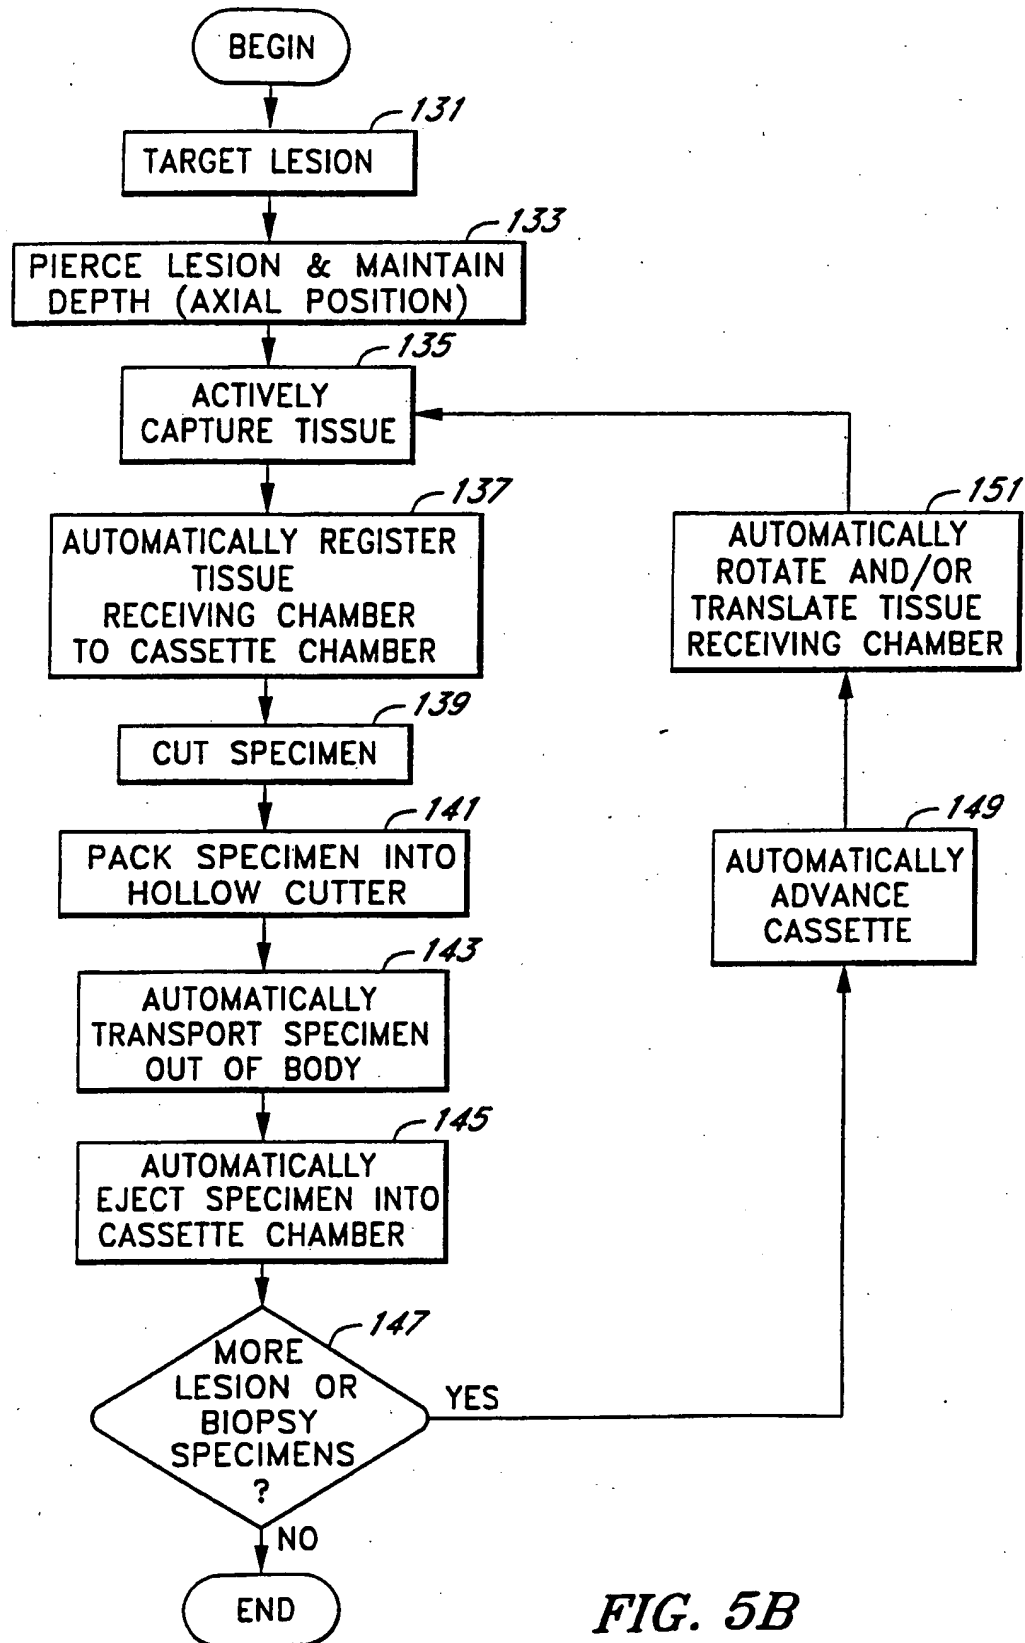 BEGIN
131
TARGET LESION
133
PIERCE LESION & MAINTAIN
DEPTH (AXIAL POSITION)
135
ACTIVELY
CAPTURE TISSUE
137
AUTOMATICALLY REGISTER
TISSUE
RECEIVING CHAMBER
TO CASSETTE CHAMBER
139
CUT SPECIMEN
141
PACK SPECIMEN INTO
HOLLOW CUTTER
143
AUTOMATICALLY
TRANSPORT SPECIMEN
OUT OF BODY
145
AUTOMATICALLY
EJECT SPECIMEN INTO
CASSETTE CHAMBER
147
MORE
LESION OR
BIOPSY
SPECIMENS
?
YES
149
AUTOMATICALLY
ADVANCE
CASSETTE
151
AUTOMATICALLY
ROTATE AND/OR
TRANSLATE TISSUE
RECEIVING CHAMBER
NO
END
FIG. 5B